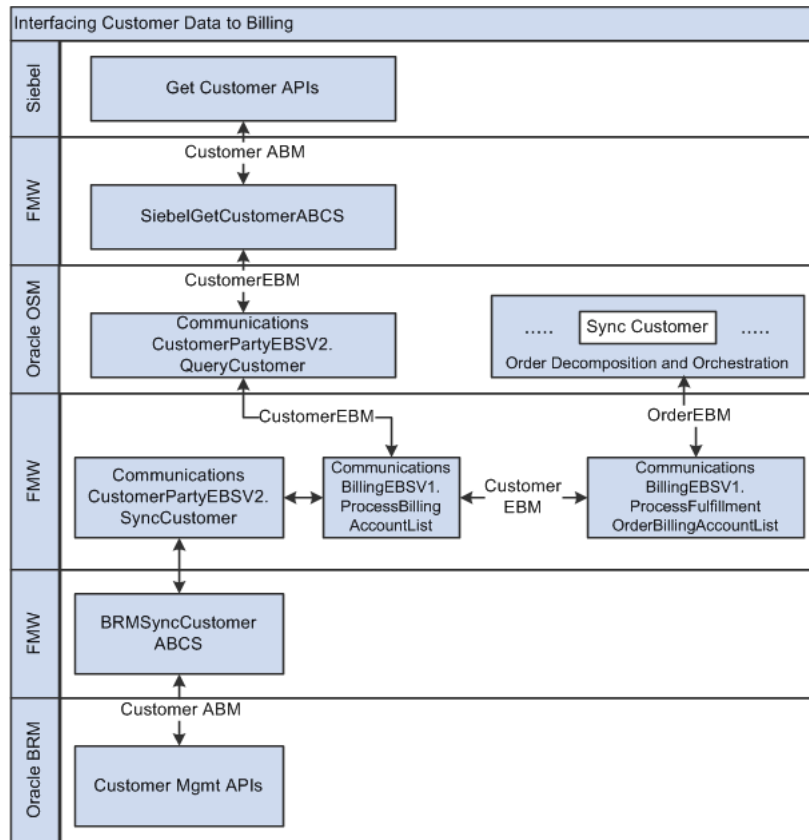 Interfacing Customer Data to Billing
Siebel
Get Customer APIs
Customer ABM
FMW
SiebelGetCustomerABCS
CustomerEBM
Oracle OSM
Communications
CustomerPartyEBSV2.
QueryCustomer
..... Sync Customer .....
Order Decomposition and Orchestration
CustomerEBM
OrderEBM
FMW
Communications
CustomerPartyEBSV2.
SyncCustomer
Communications
BillingEBSV1.
ProcessBilling
AccountList
Customer
EBM
Communications
BillingEBSV1.
ProcessFulfillment
OrderBillingAccountList
FMW
BRMSyncCustomer
ABCS
Customer ABM
Oracle BRM
Customer Mgmt APIs